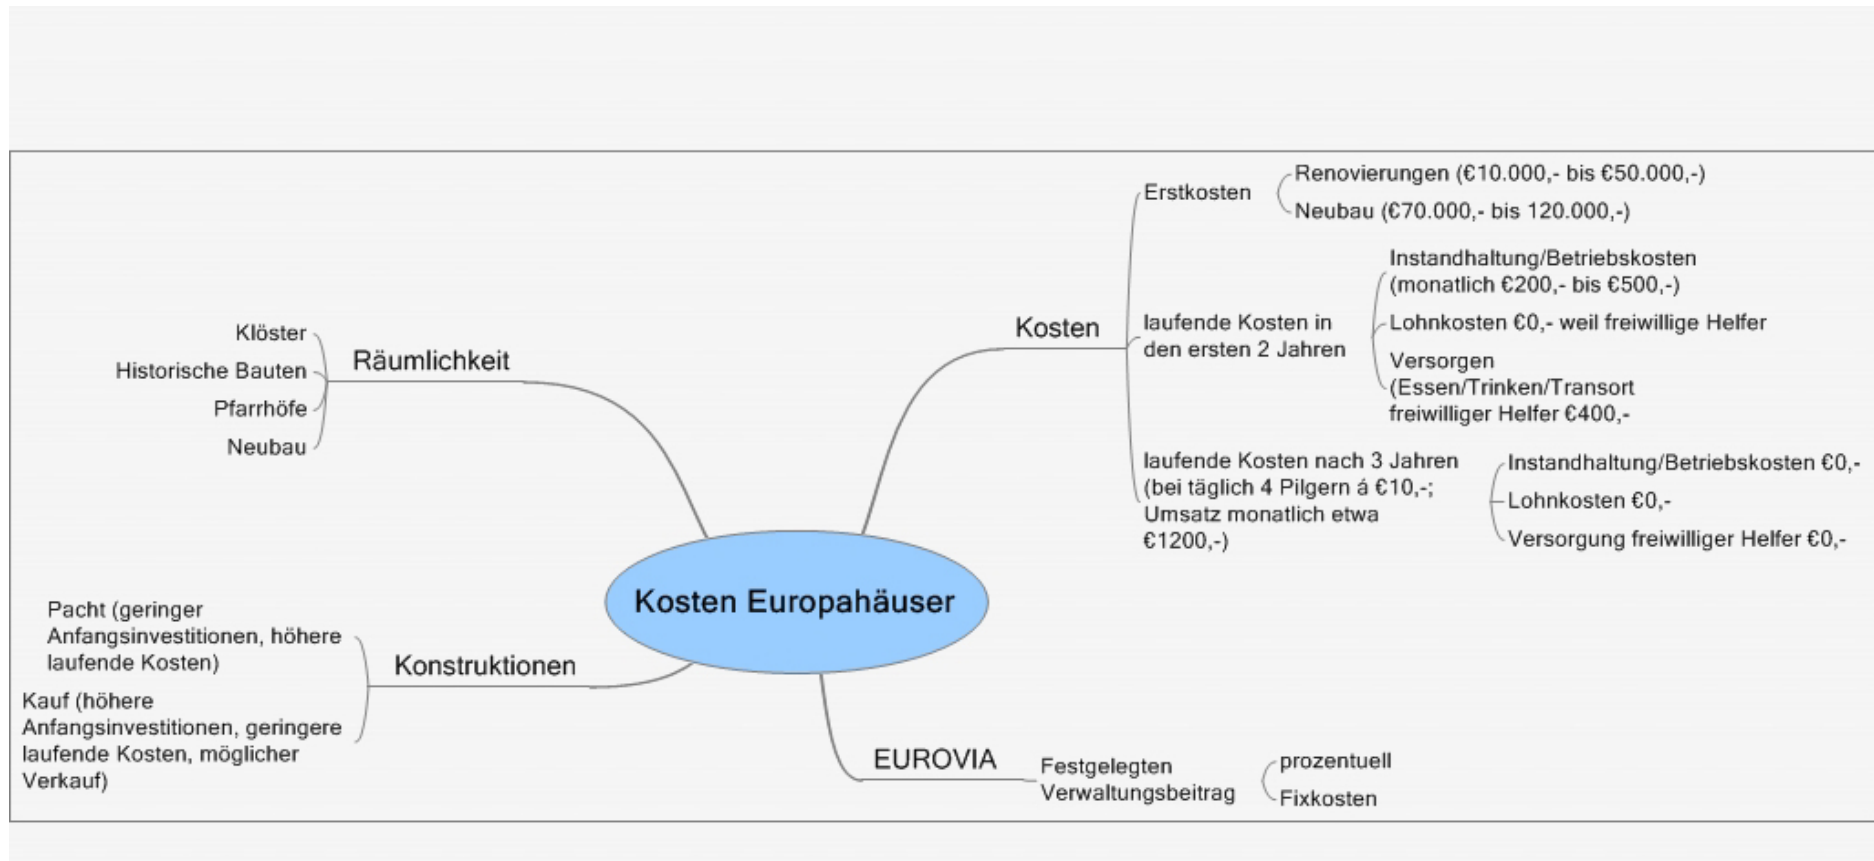 Kosten Europahäuser
Kosten
Erstkosten
Renovierungen (€10.000,- bis €50.000,-)
Neubau (€70.000,- bis 120.000,-)
laufende Kosten in
den ersten 2 Jahren
Instandhaltung/Betriebskosten
(monatlich €200,- bis €500,-)
Lohnkosten €0,- weil freiwillige Helfer
Versorgen
(Essen/Trinken/Transort
freiwilliger Helfer €400,-
laufende Kosten nach 3 Jahren
(bei täglich 4 Pilgern á €10,-;
Umsatz monatlich etwa
€1200,-)
Instandhaltung/Betriebskosten €0,-
Lohnkosten €0,-
Versorgung freiwilliger Helfer €0,-
EUROVIA
Festgelegten
Verwaltungsbeitrag
prozentuell
Fixkosten
Konstruktionen
Pacht (geringer
Anfangsinvestitionen, höhere
laufende Kosten)
Kauf (höhere
Anfangsinvestitionen, geringere
laufende Kosten, möglicher
Verkauf)
Räumlichkeit
Klöster
Historische Bauten
Pfarrhöfe
Neubau